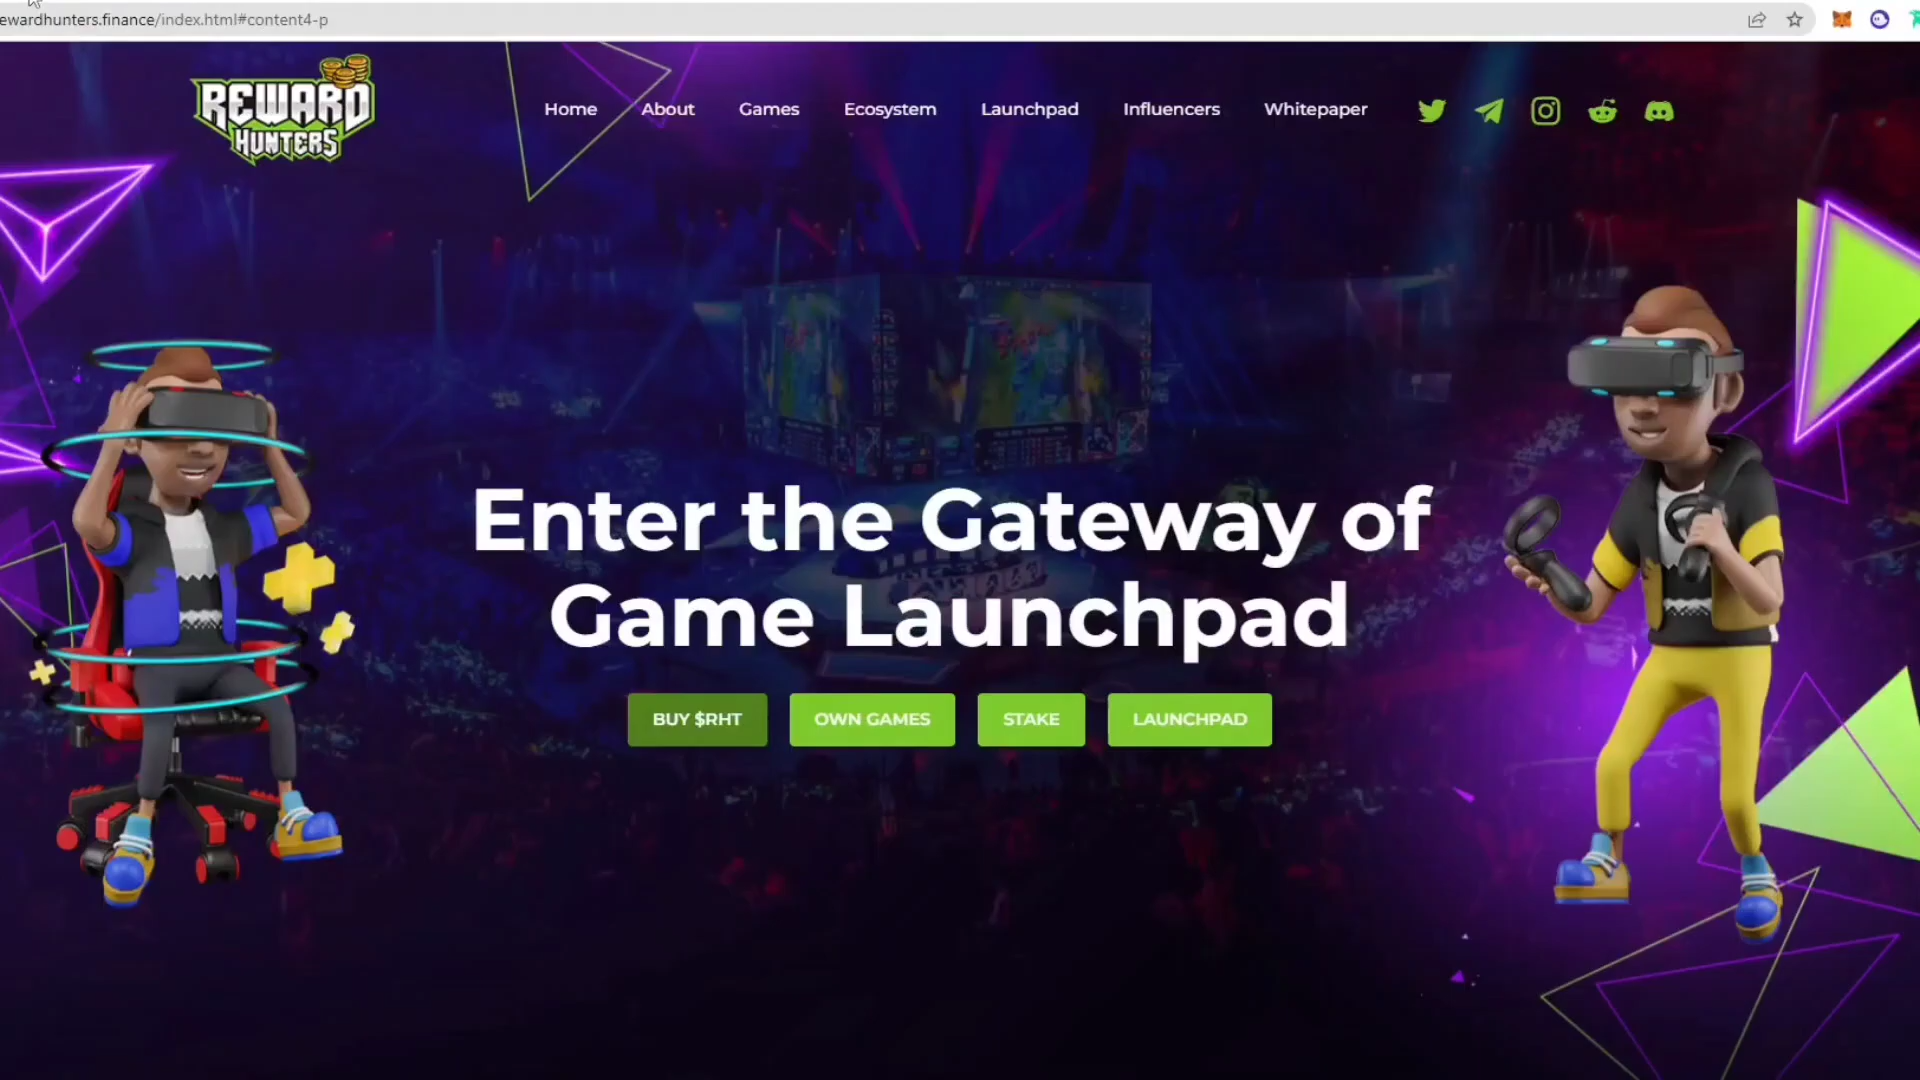 ewardhunters.finance/index.html#content4-p
REWARD
HUNTERS
Home About Games Ecosystem Launchpad Influencers Whitepaper
Enter the Gateway of
Game Launchpad
BUY $RHT OWN GAMES STAKE LAUNCHPAD